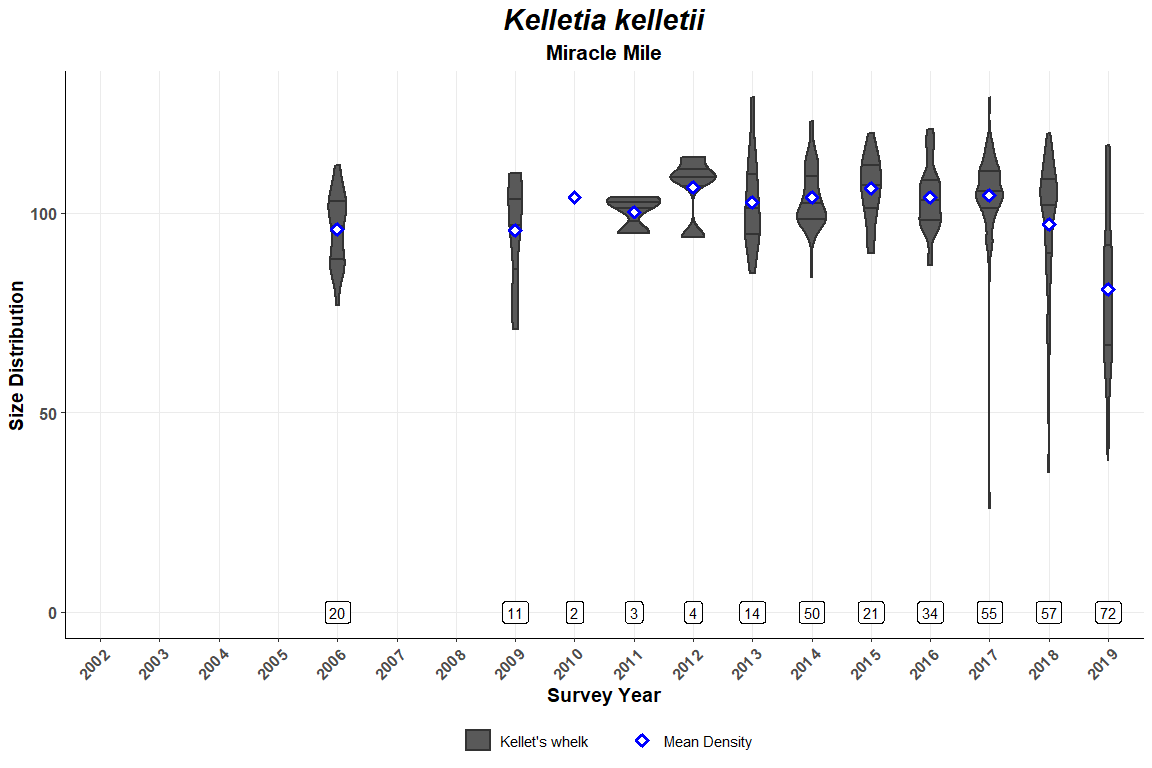 Kelletia kelletii
Miracle Mile
Size Distribution
100
50
0
20 11 2 3 4 14 50 21 34 55 57 72
2002 2003 2004 2005 2006 2007 2008 2009 2010 2011 2012 2013 2014 2015 2016 2017 2018 2019
Survey Year
Kellet's whelk Mean Density